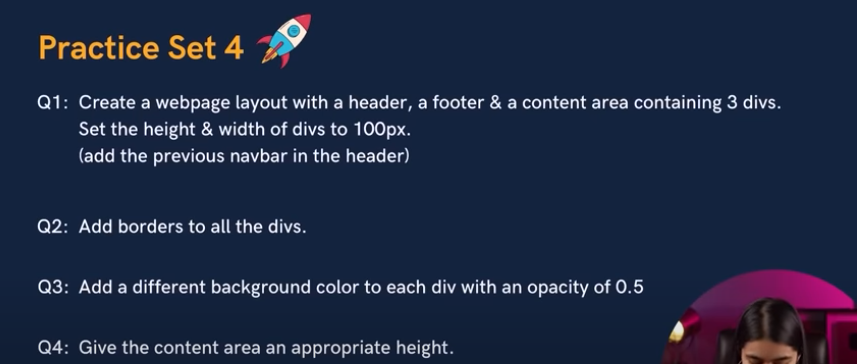 Practice Set 4
Q1: Create a webpage layout with a header, a footer & a content area containing 3 divs.
Set the height & width of divs to 100px.
(add the previous navbar in the header)
Q2: Add borders to all the divs.
Q3: Add a different background color to each div with an opacity of 0.5
Q4: Give the content area an appropriate height.